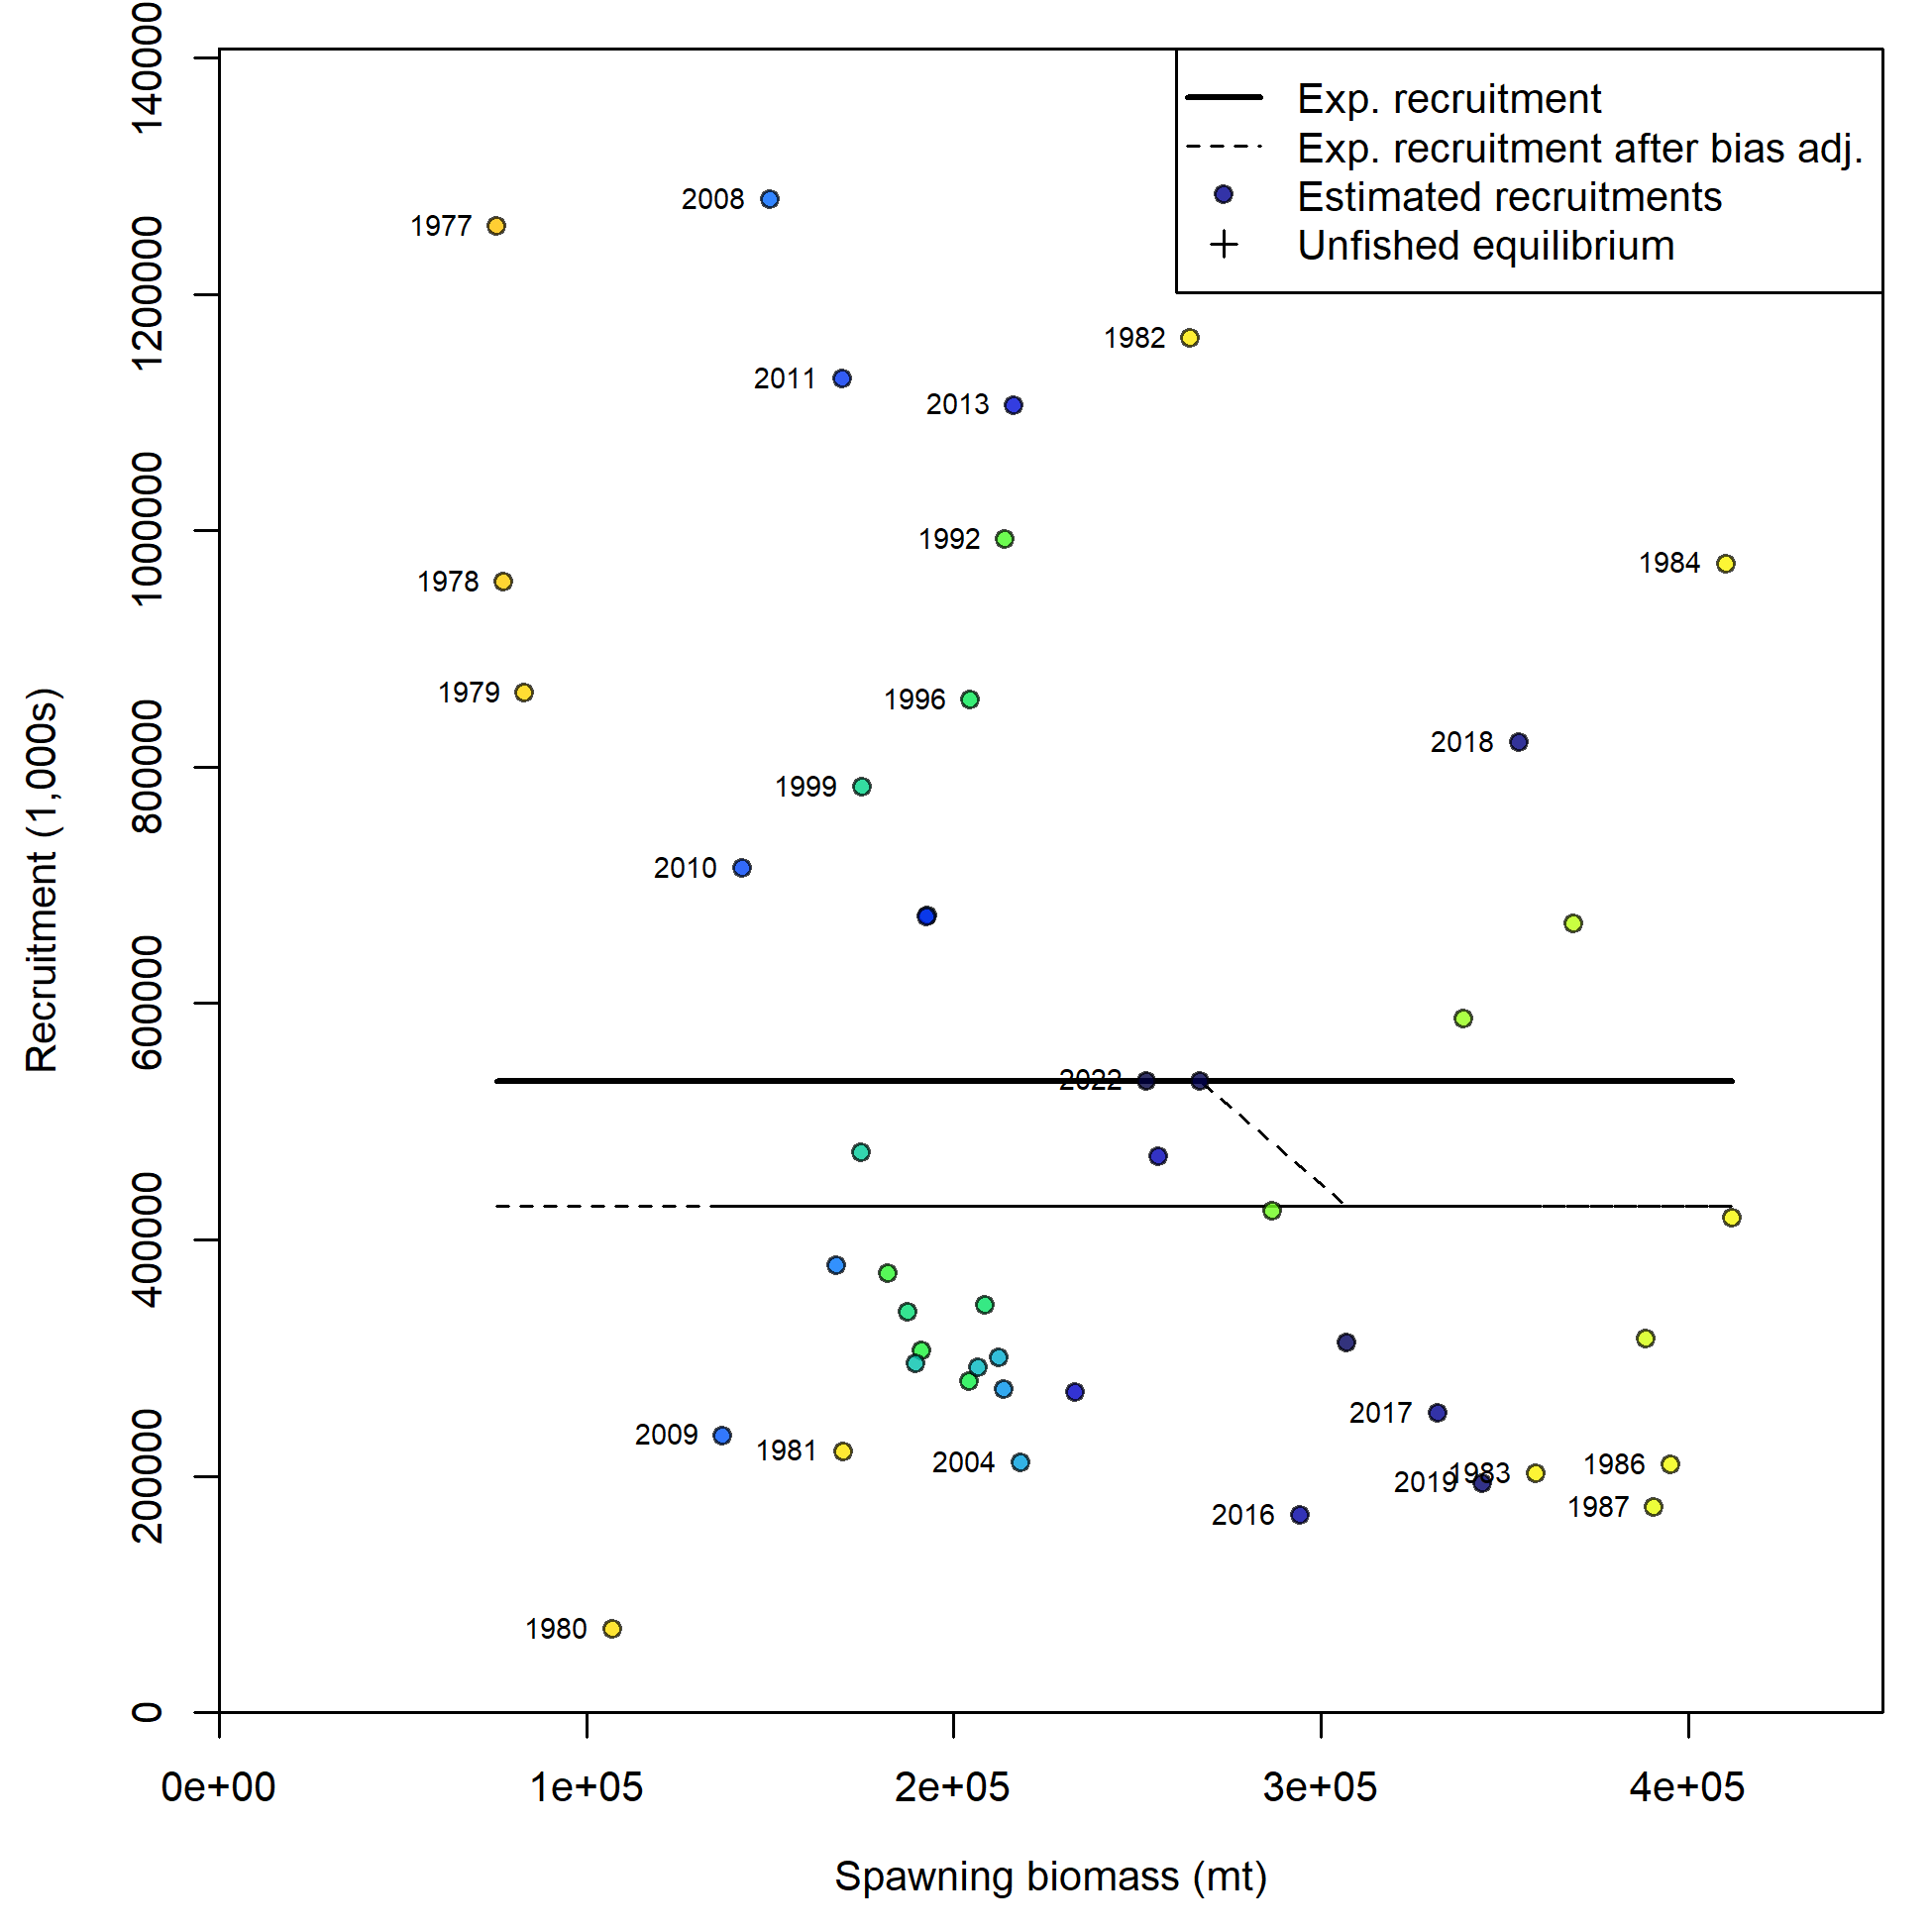 Exp. recruitment
Exp. recruitment after bias adj.
Estimated recruitments
Unfished equilibrium
1400000
1200000
1000000
800000
600000
400000
200000
0
Recruitment (1,000s)
2008
1977
1982
2011
2013
1992
1984
1978
1979
1996
2018
1999
2010
2022
2009
1981
2004
2017
1986
1983
2019
1987
2016
1980
0e+00
1e+05
2e+05
3e+05
4e+05
Spawning biomass (mt)